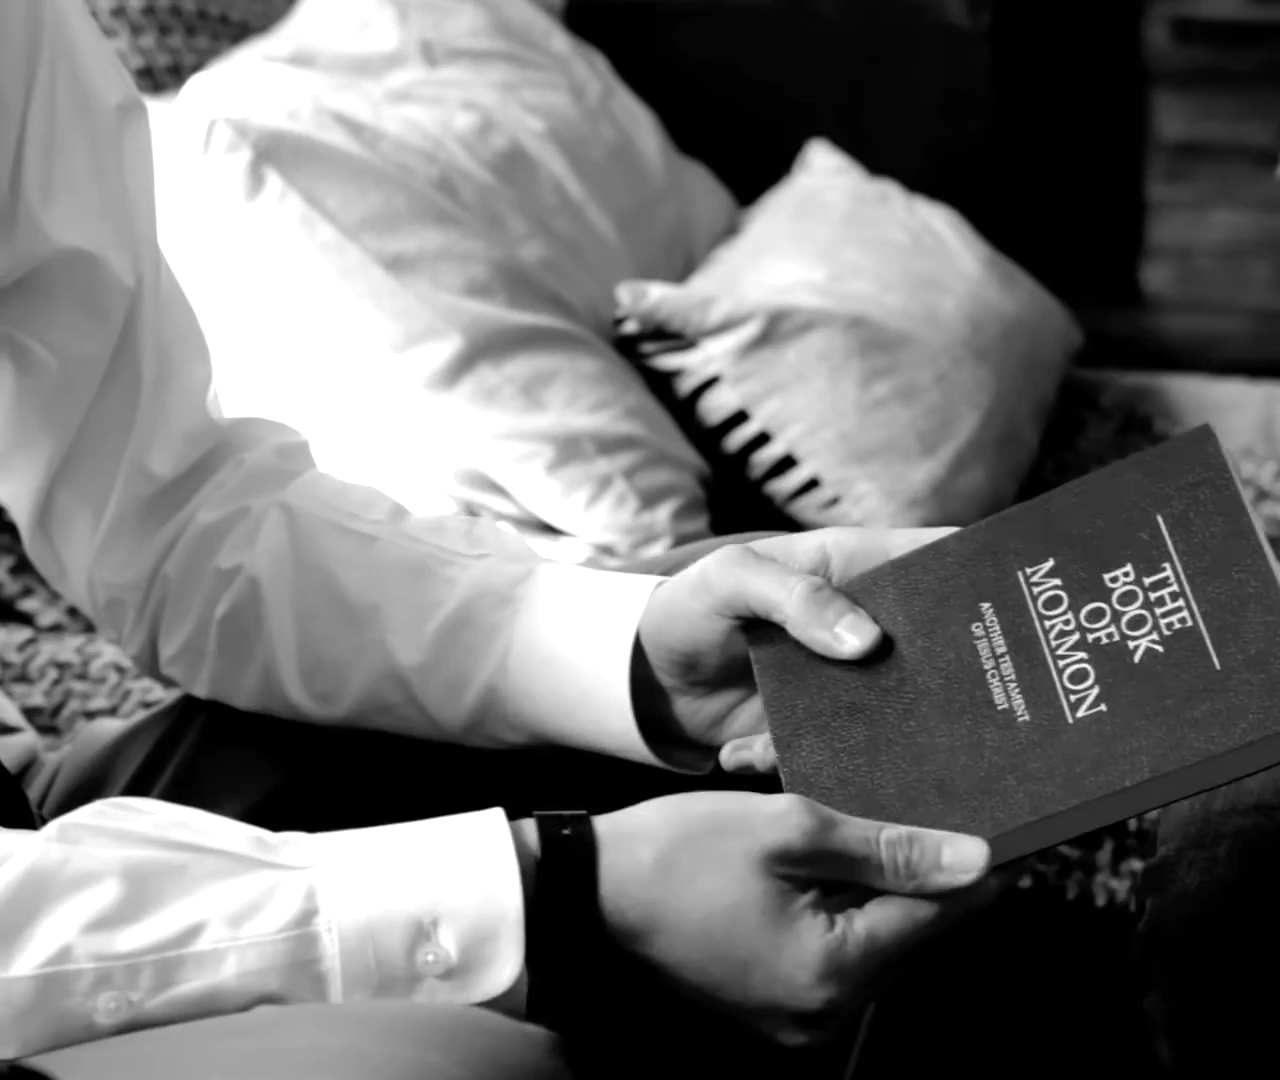 THE
BOOK
OF
MORMON
ANOTHER TESTAMENT
OF JESUS CHRIST